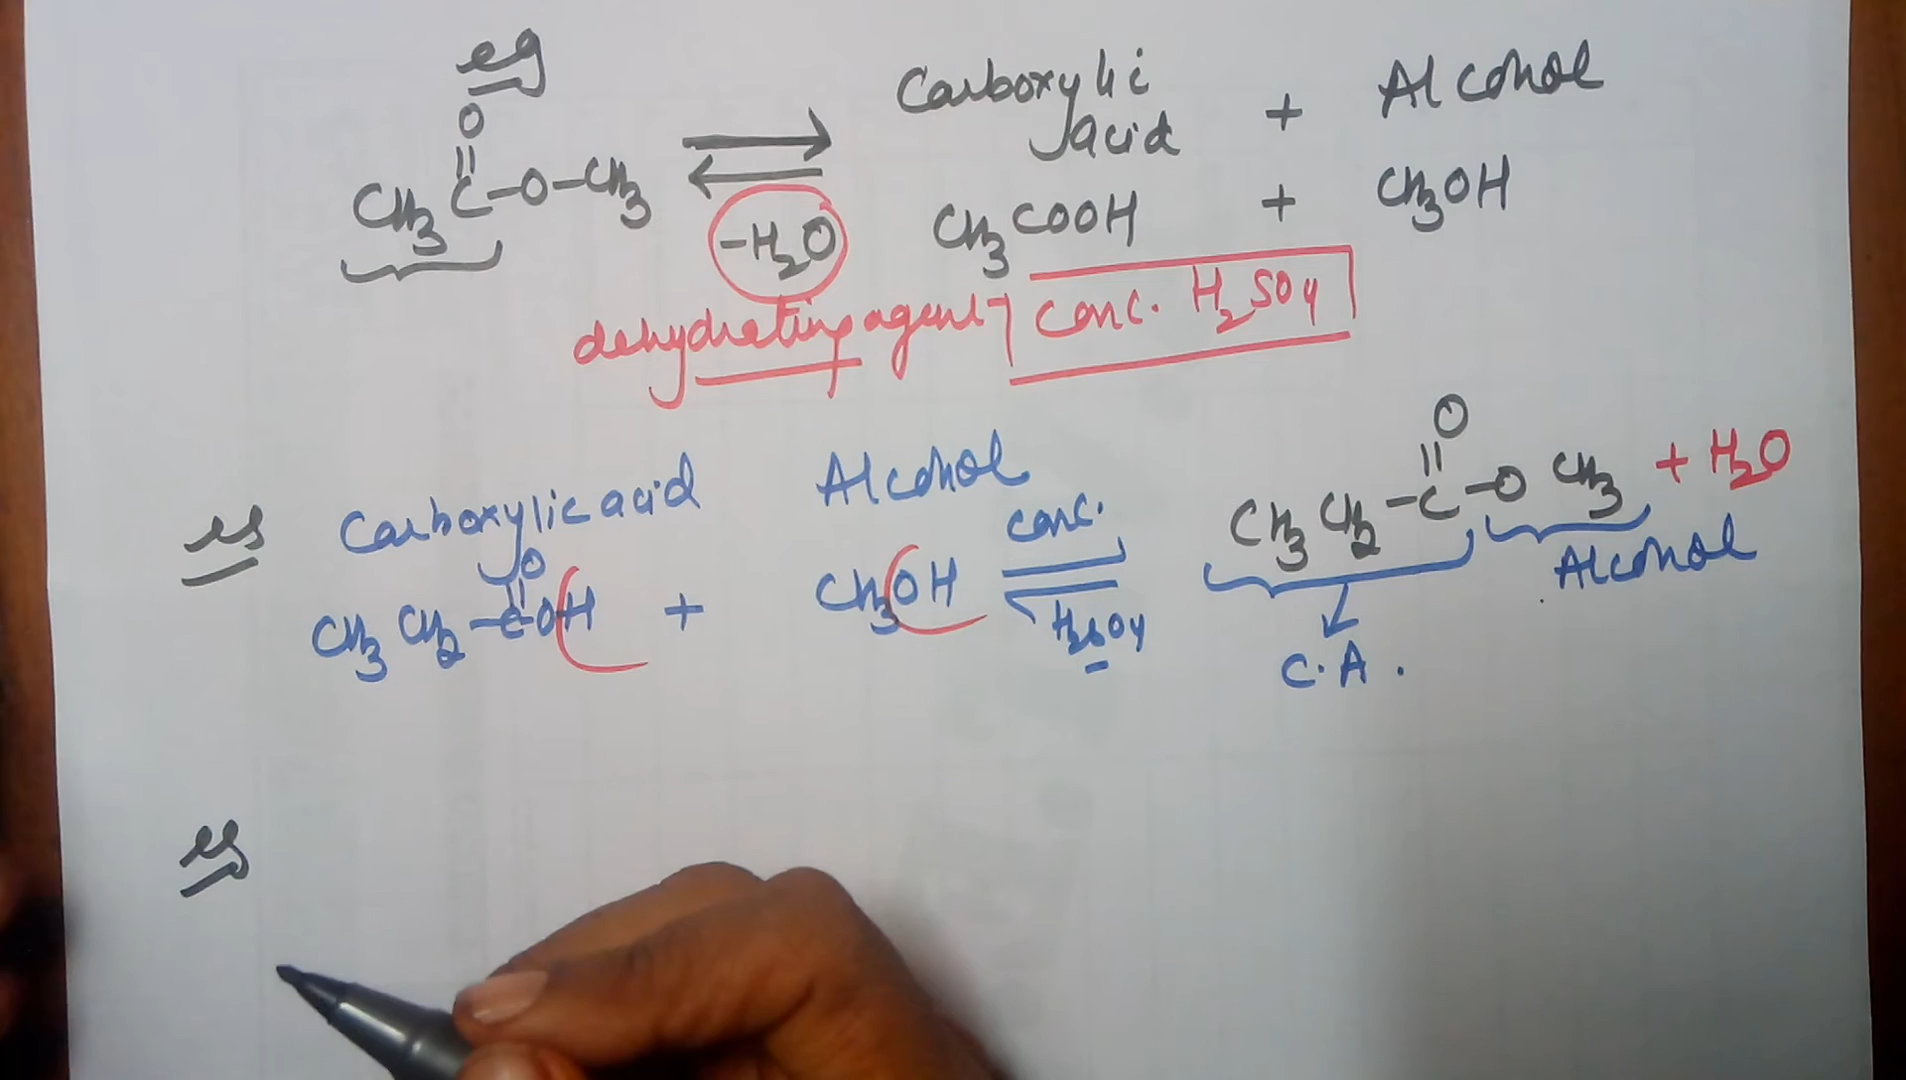 eg
O
||
CH3 C-O-CH3 ⇌ Carboxylic acid + Alcohol
-H2O CH3COOH + CH3OH
dehydrating agent conc. H2SO4
eg Carboxylic acid Alcohol conc. H2SO4
O
||
CH3 CH2-C-OH + CH3OH ⇌
O
||
CH3 CH2-C-O CH3 + H2O
Alcohol
C.A.
eg